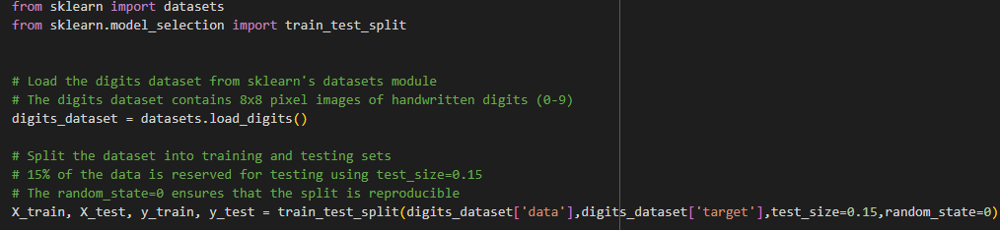 from sklearn import datasets
from sklearn.model_selection import train_test_split
# Load the digits dataset from sklearn's datasets module
# The digits dataset contains 8x8 pixel images of handwritten digits (0-9)
digits_dataset = datasets.load_digits()
# Split the dataset into training and testing sets
# 15% of the data is reserved for testing using test_size=0.15
# The random_state=0 ensures that the split is reproducible
X_train, X_test, y_train, y_test = train_test_split(digits_dataset['data'],digits_dataset['target'],test_size=0.15,random_state=0)